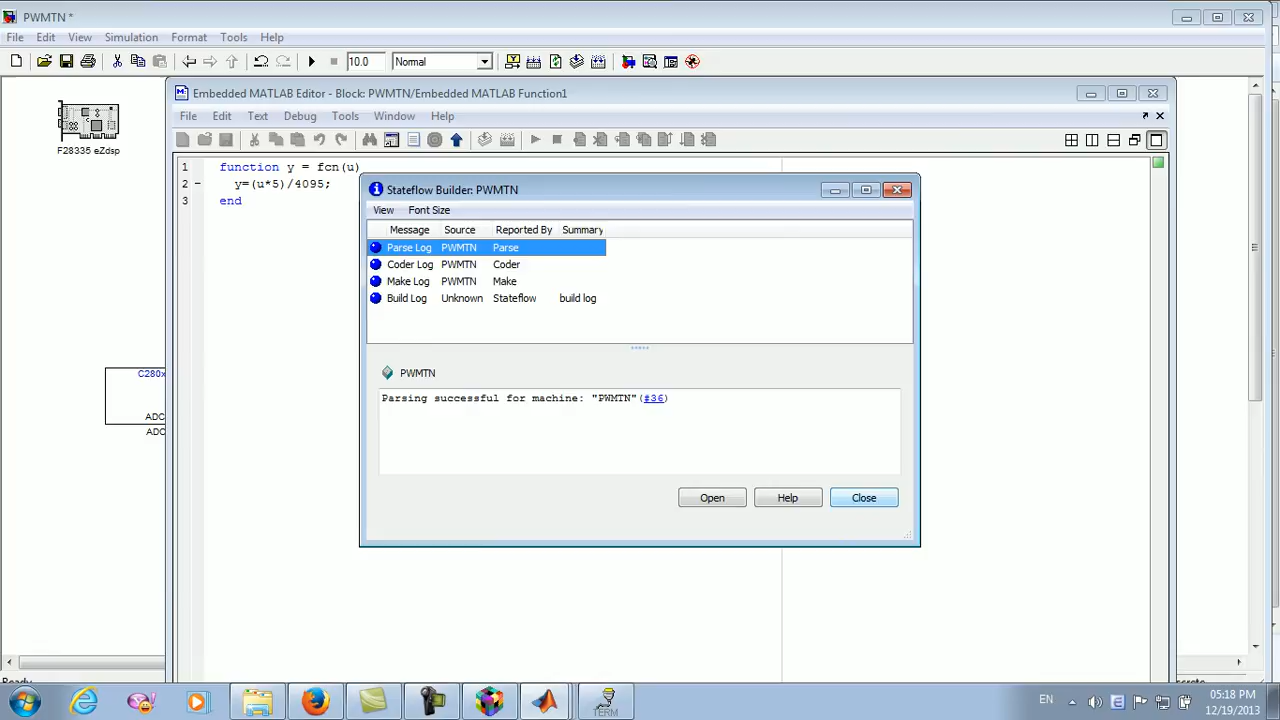 PWMTN *
File Edit View Simulation Format Tools Help
10.0 Normal
Embedded MATLAB Editor - Block: PWMTN/Embedded MATLAB Function1
File Edit Text Debug Tools Window Help
F28335 eZdsp
1 function y = fcn(u)
2 - y=(u*5)/4095;
3 end
Stateflow Builder: PWMTN
View Font Size
Message Source Reported By Summary
Parse Log PWMTN Parse
Coder Log PWMTN Coder
Make Log PWMTN Make
Build Log Unknown Stateflow build log
PWMTN
Parsing successful for machine: "PWMTN"(#36)
Open Help Close
C280x
ADC
ADC
Ready
TERM
EN
05:18 PM
12/19/2013